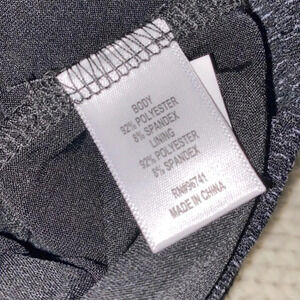 BODY
92% POLYESTER
8% SPANDEX
LINING
92% POLYESTER
8% SPANDEX
RN#96741
MADE IN CHINA